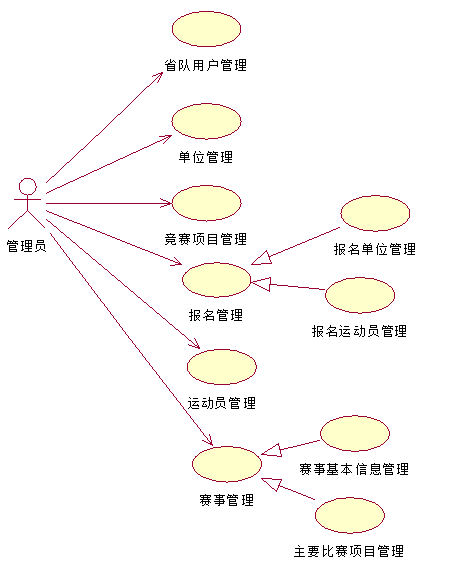 省队用户管理
单位管理
竞赛项目管理
管理员
报名单位管理
报名管理
报名运动员管理
运动员管理
赛事基本信息管理
赛事管理
主要比赛项目管理